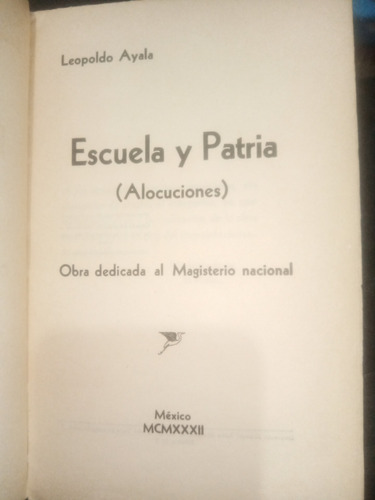 Leopoldo Ayala
Escuela y Patria
(Alocuciones)
Obra dedicada al Magisterio nacional
México
MCMXXXII